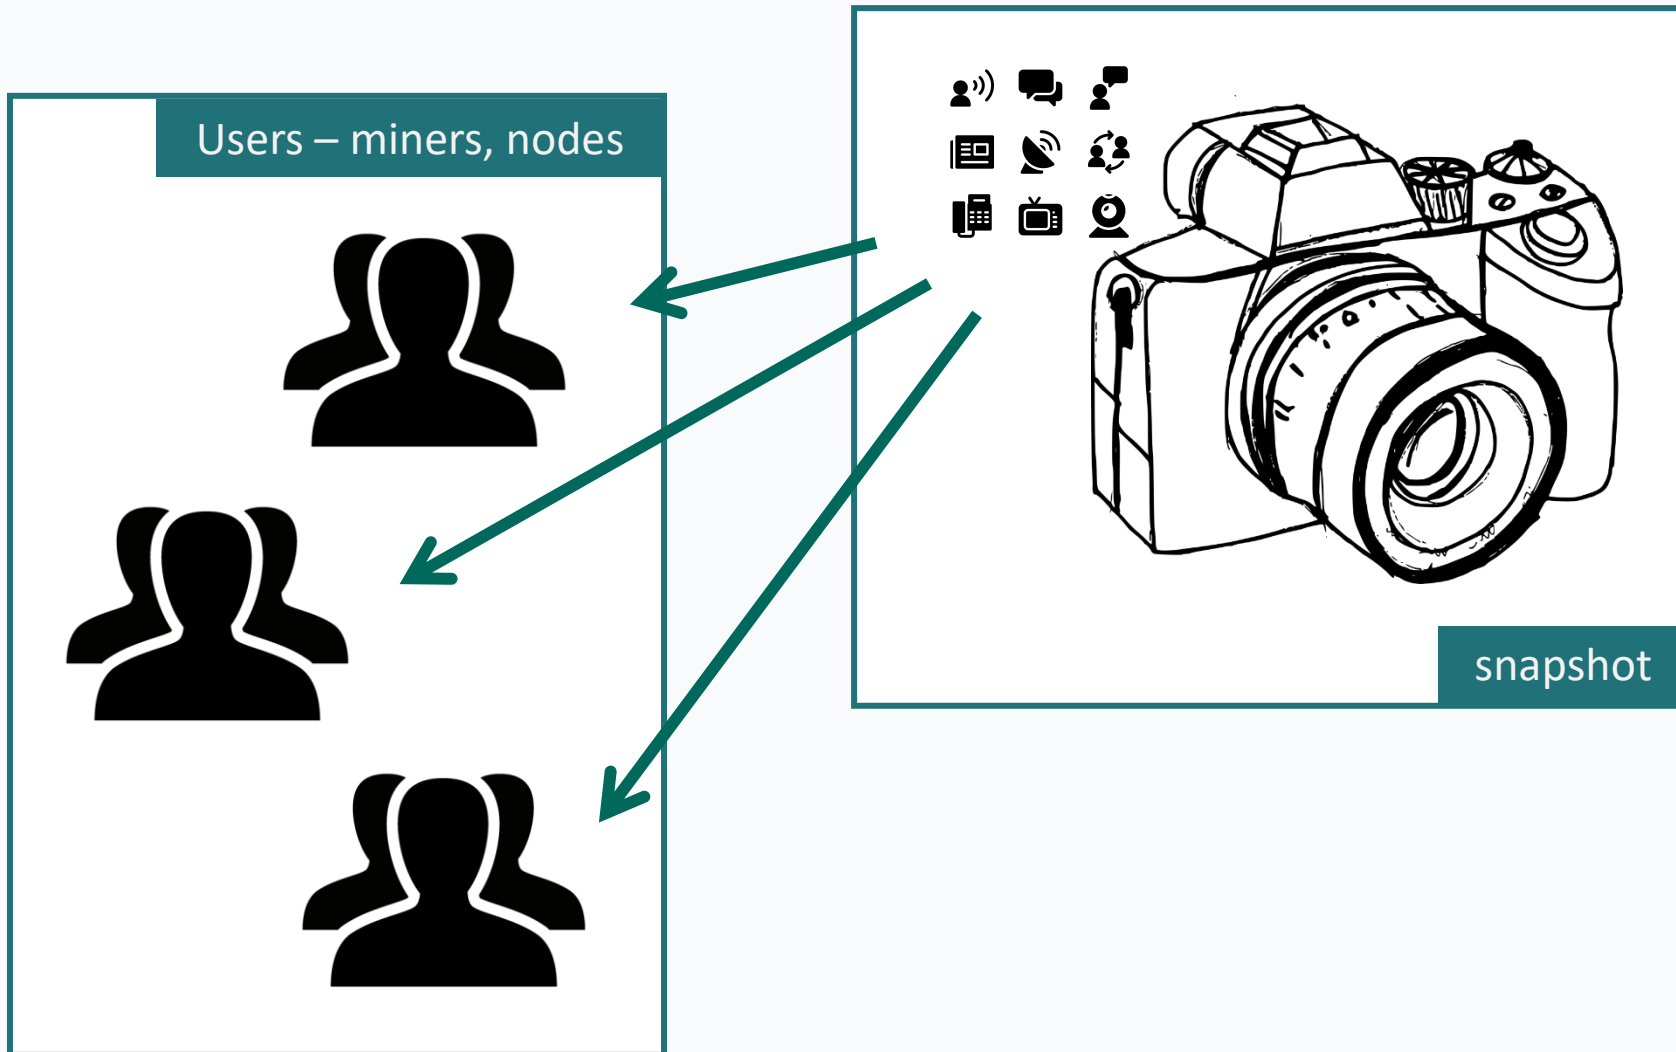 Users – miners, nodes
snapshot